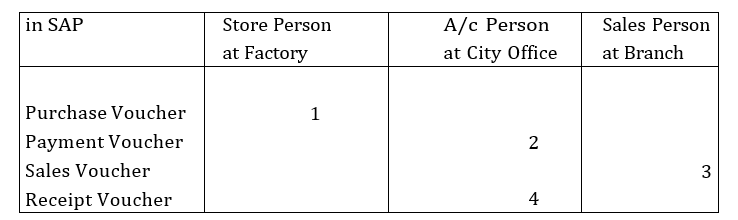 in SAP Store Person A/c Person Sales Person
at Factory at City Office at Branch
Purchase Voucher 1
Payment Voucher 2
Sales Voucher 3
Receipt Voucher 4